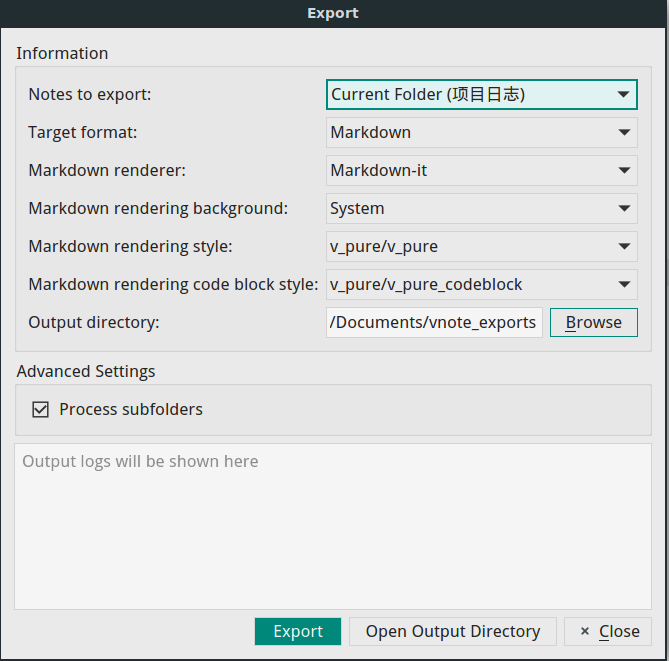 Export
Information
Notes to export: Current Folder (项目日志)
Target format: Markdown
Markdown renderer: Markdown-it
Markdown rendering background: System
Markdown rendering style: v_pure/v_pure
Markdown rendering code block style: v_pure/v_pure_codeblock
Output directory: /Documents/vnote_exports Browse
Advanced Settings
Process subfolders
Output logs will be shown here
Export Open Output Directory × Close